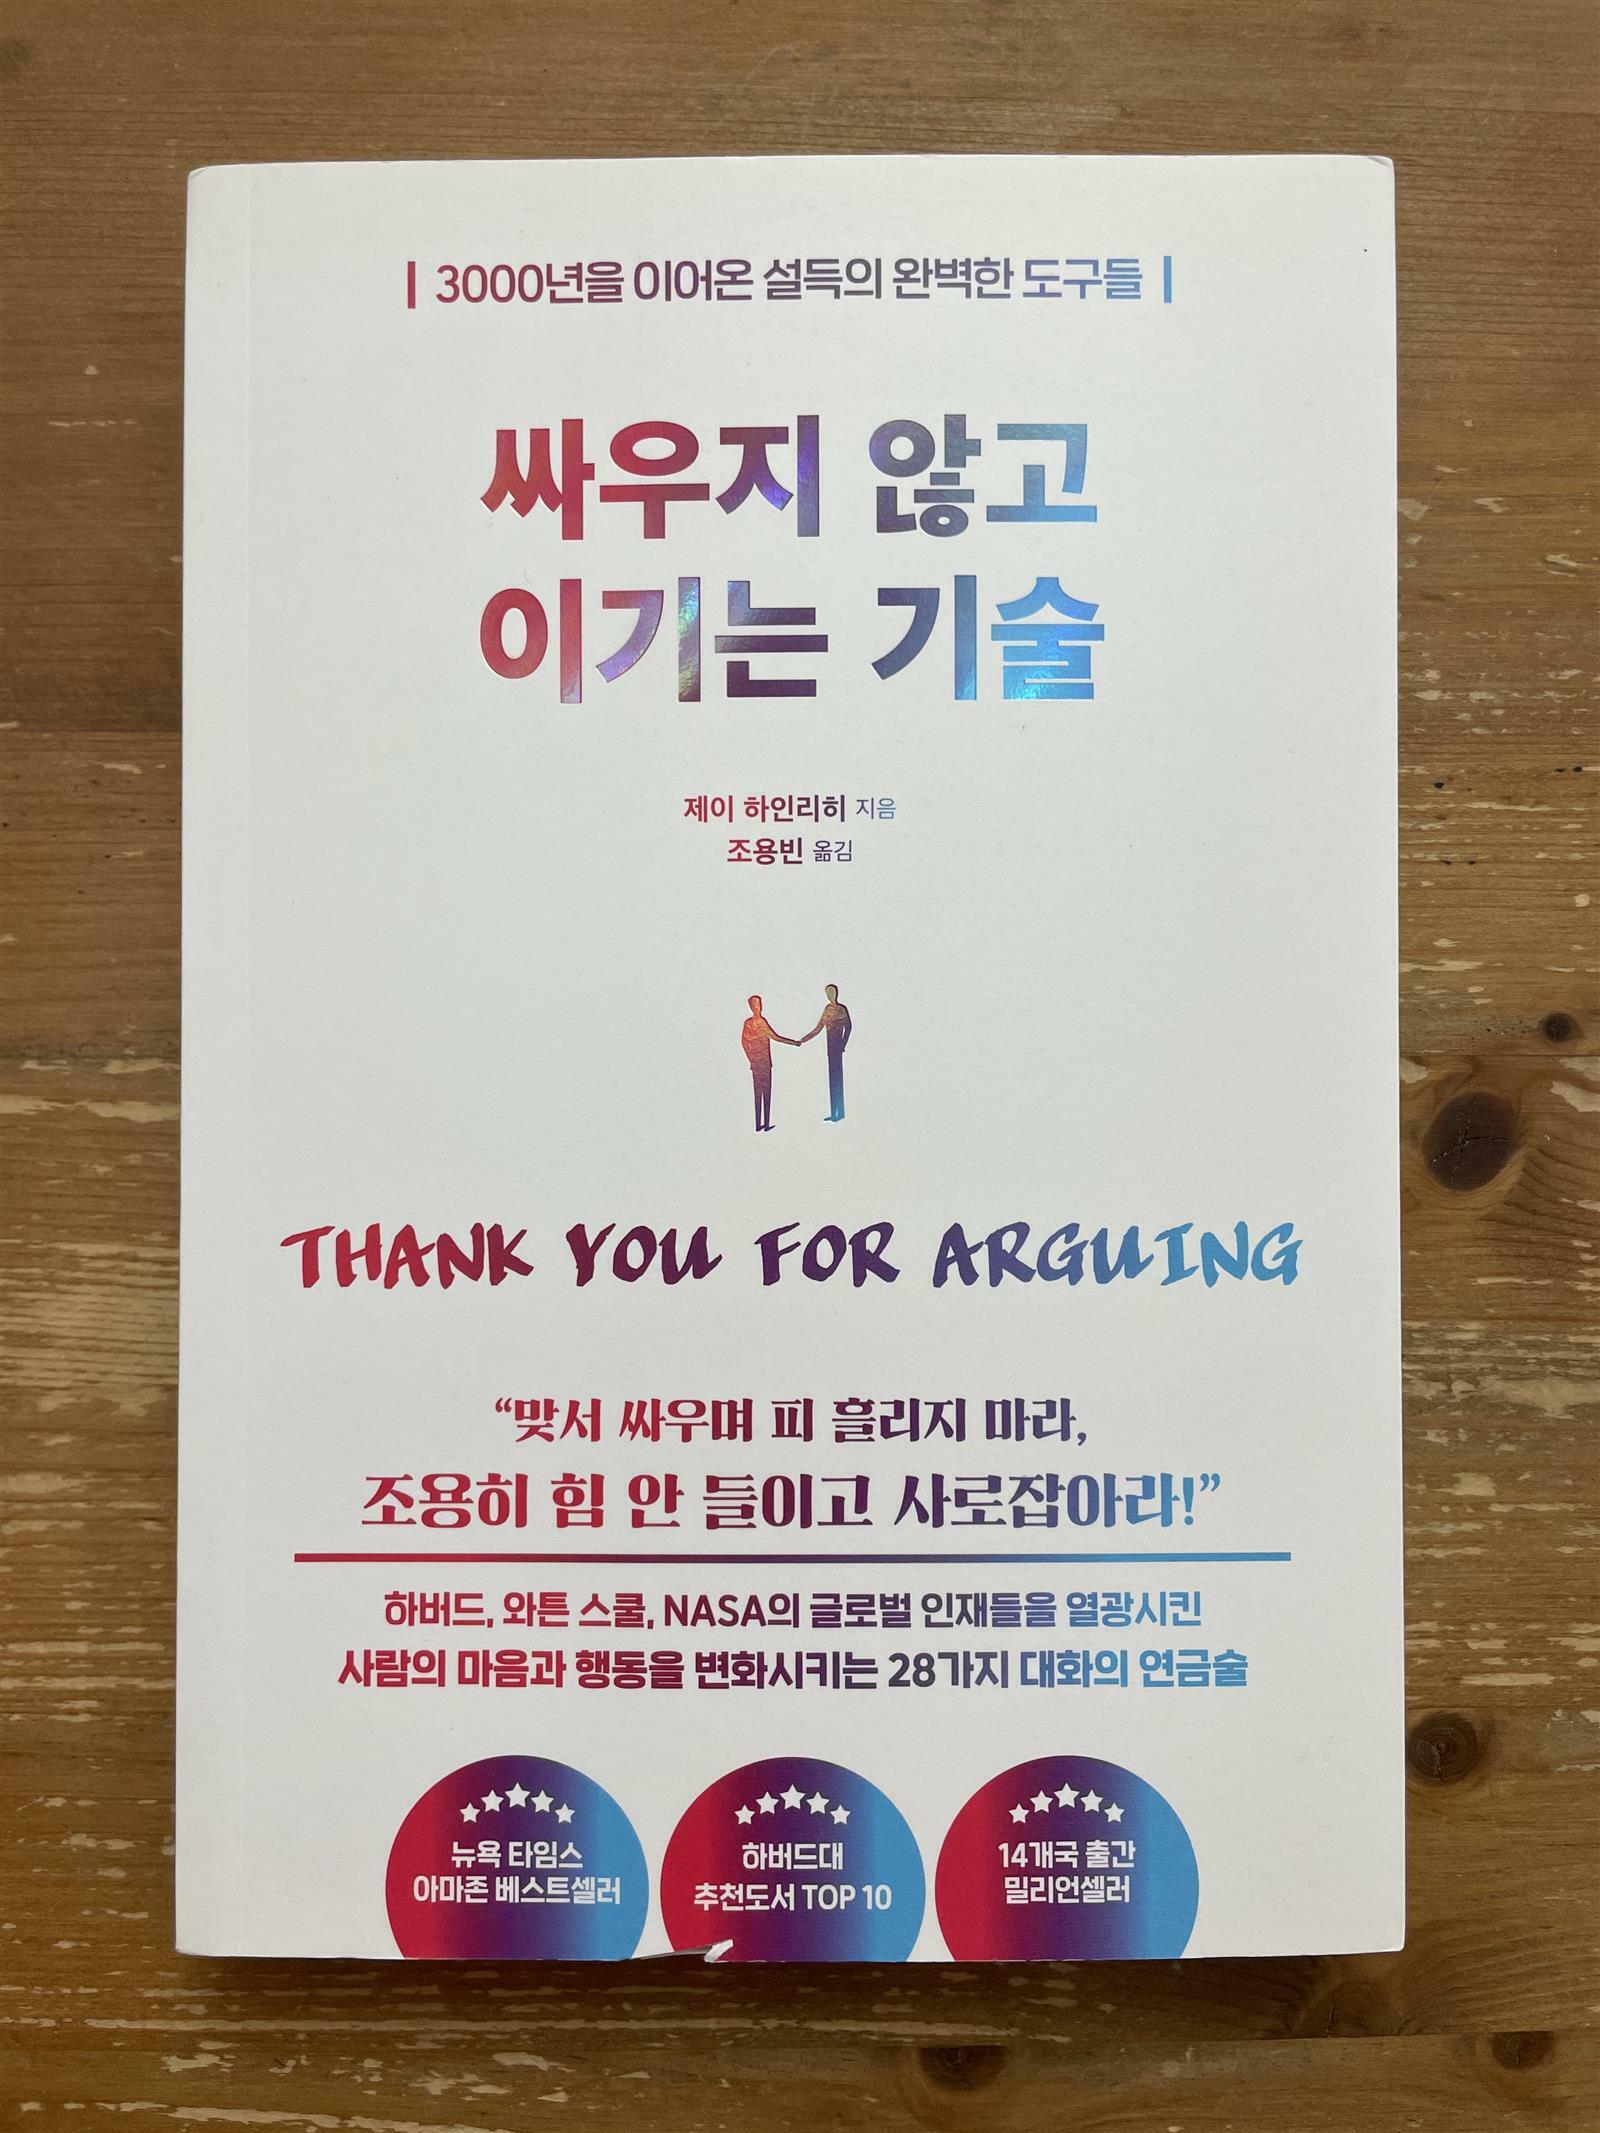 | 3000년을 이어온 설득의 완벽한 도구들 |
싸우지 않고
이기는 기술
제이 하인리히 지음
조용빈 옮김
THANK YOU FOR ARGUING
“맞서 싸우며 피 흘리지 마라,
조용히 힘 안 들이고 사로잡아라!”
하버드, 와튼 스쿨, NASA의 글로벌 인재들을 열광시킨
사람의 마음과 행동을 변화시키는 28가지 대화의 연금술
뉴욕 타임스
아마존 베스트셀러
하버드대
추천도서 TOP 10
14개국 출간
밀리언셀러